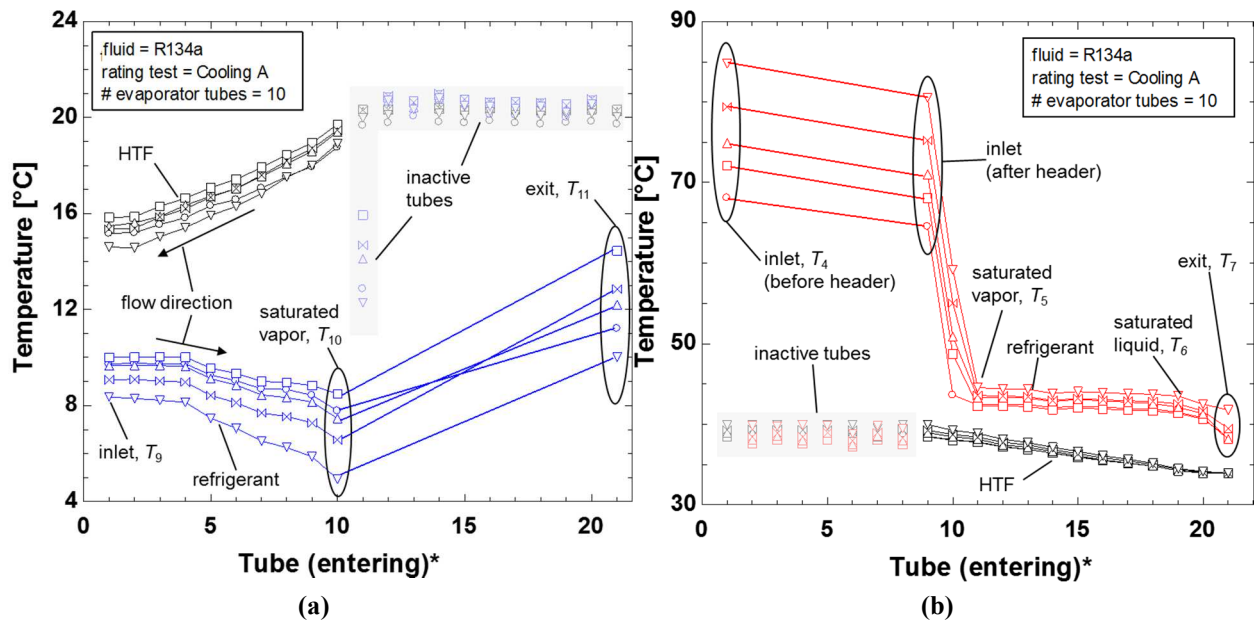 24
20
16
12
8
4
Temperature [°C]
fluid = R134a
rating test = Cooling A
# evaporator tubes = 10
HTF
inactive
tubes
exit, T11
flow direction
saturated
vapor, T10
inlet, T9
refrigerant
0 5 10 15 20
Tube (entering)*
(a)
90
70
50
30
Temperature [°C]
fluid = R134a
rating test = Cooling A
# evaporator tubes = 10
inlet
(after header)
inlet, T4
(before header)
saturated
vapor, T5
exit, T7
saturated
liquid, T6
inactive tubes
refrigerant
HTF
0 5 10 15 20
Tube (entering)*
(b)